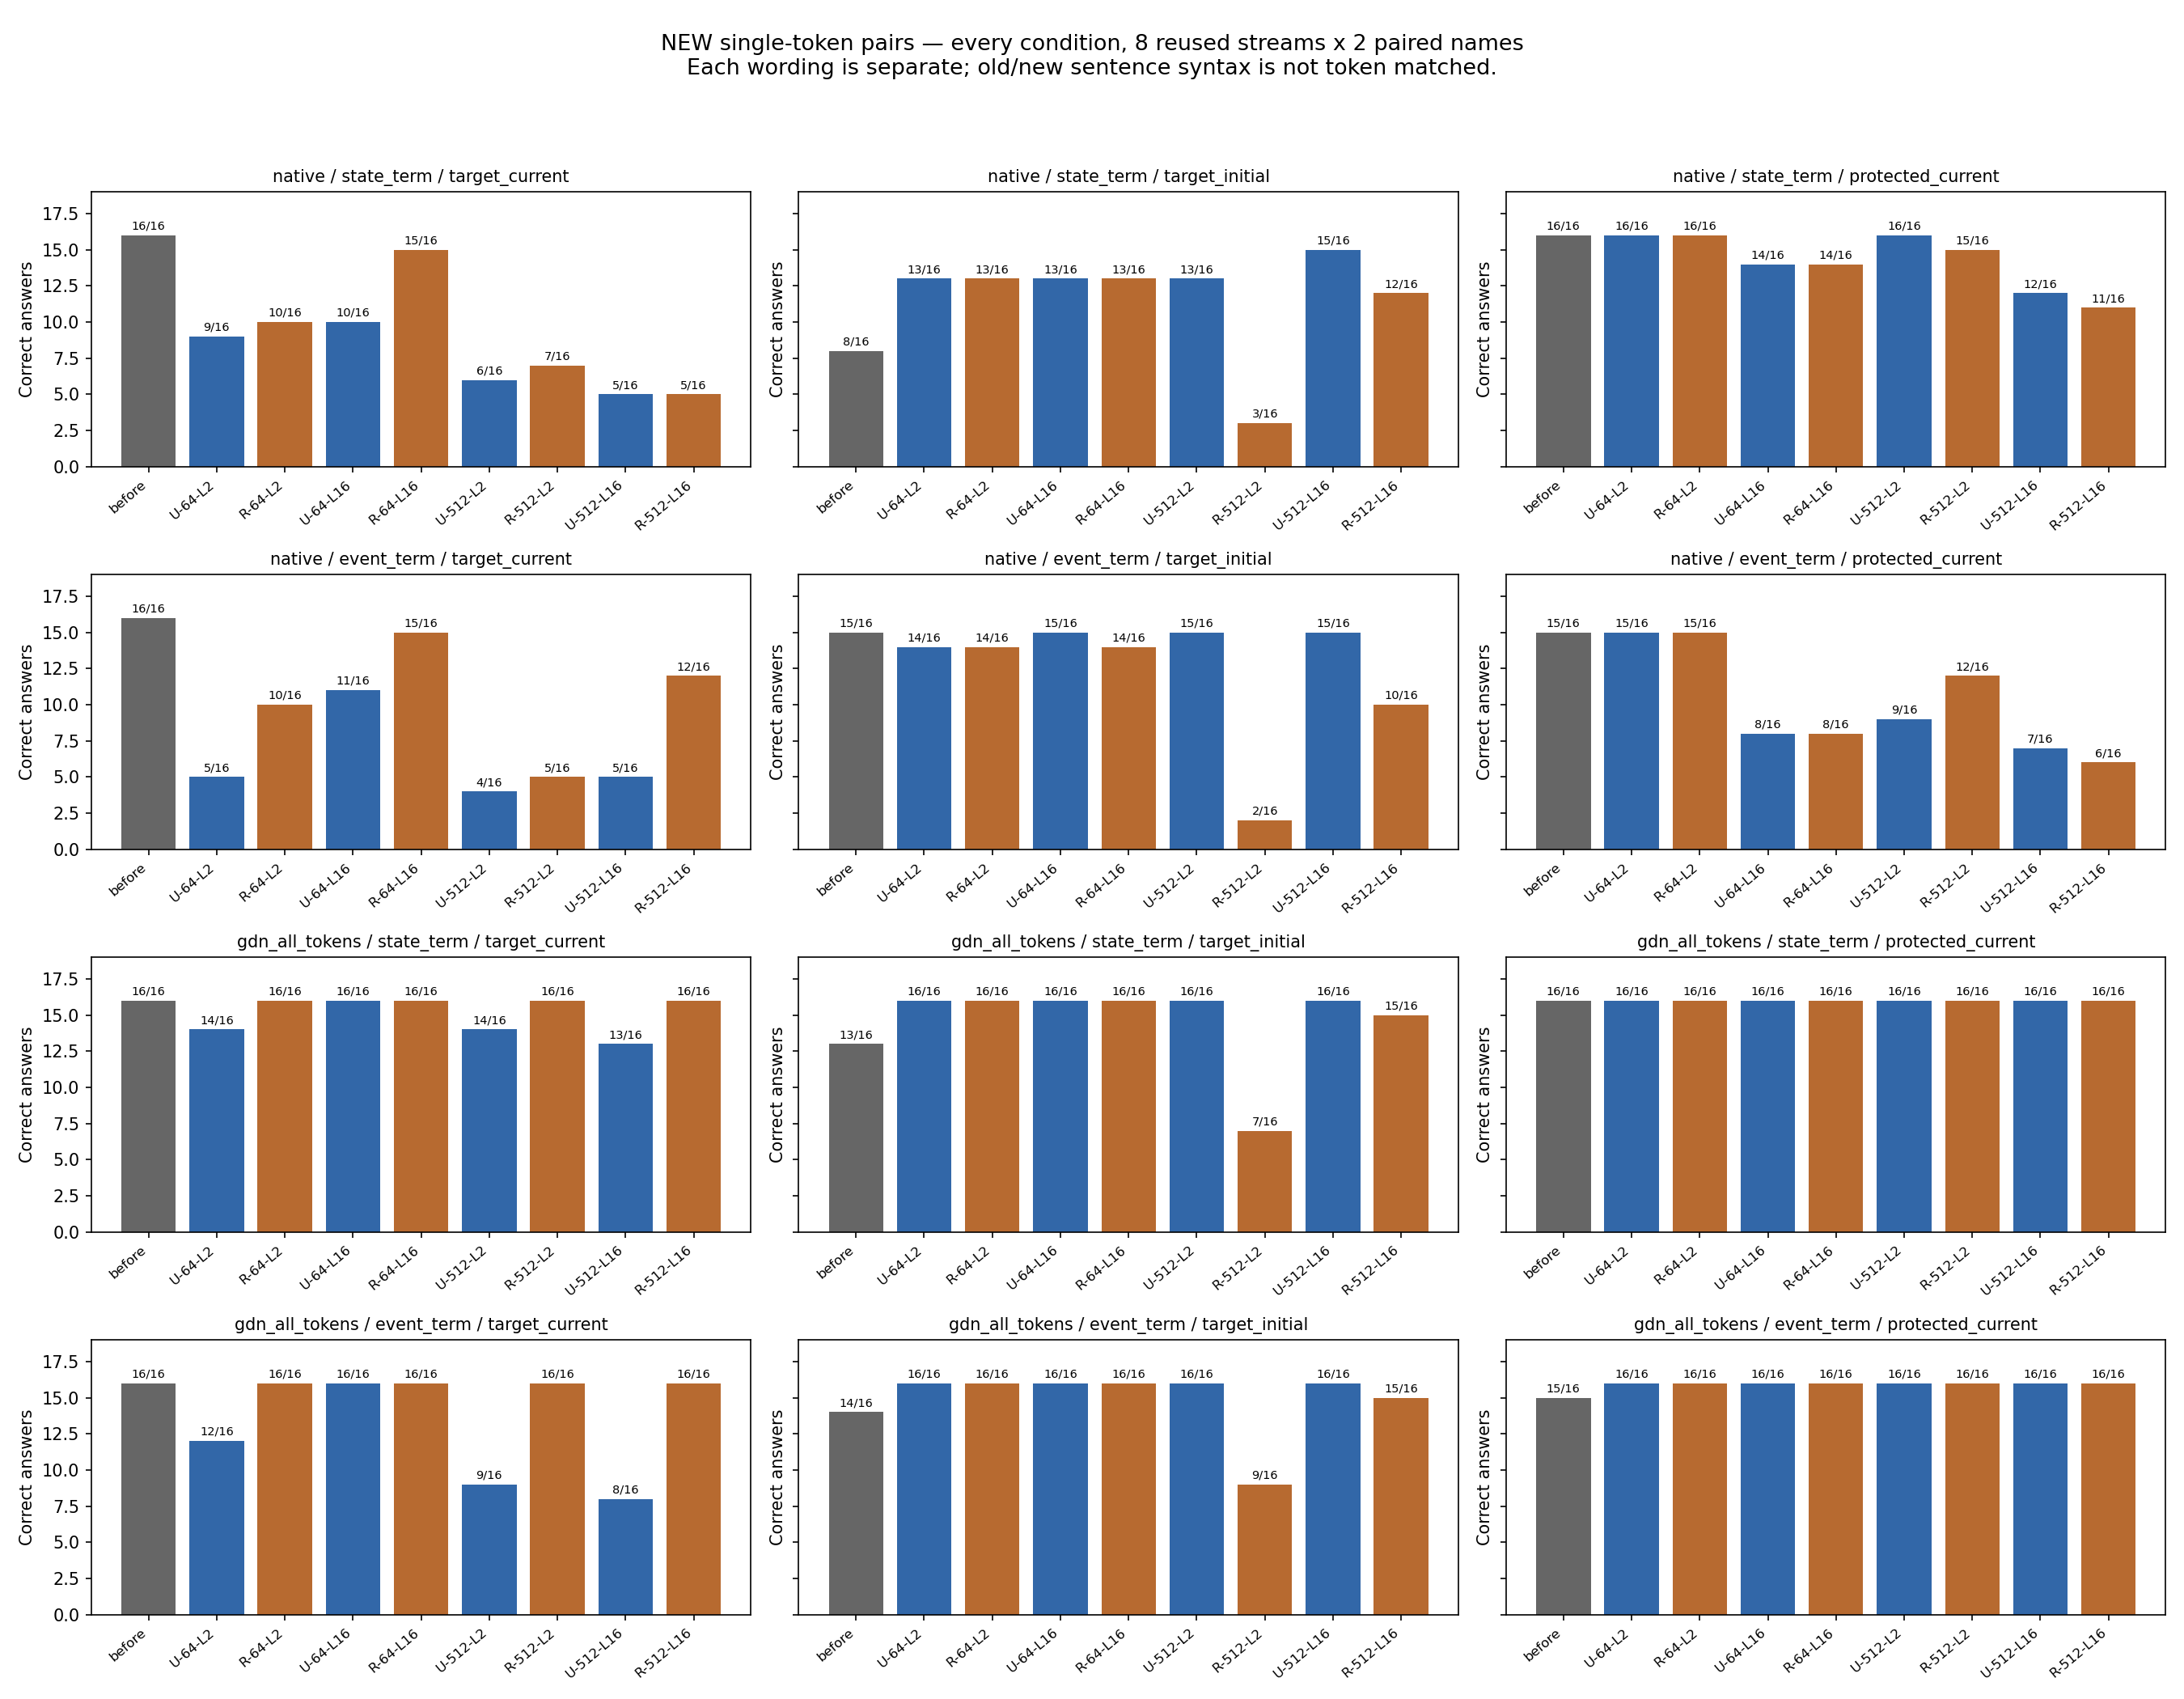 NEW single-token pairs — every condition, 8 reused streams x 2 paired names
Each wording is separate; old/new sentence syntax is not token matched.
native / state_term / target_current
Correct answers
17.5
15.0
12.5
10.0
7.5
5.0
2.5
0.0
16/16
9/16
10/16
10/16
15/16
6/16
7/16
5/16
5/16
before
U-64-L2
R-64-L2
U-64-L16
R-64-L16
U-512-L2
R-512-L2
U-512-L16
R-512-L16
native / state_term / target_initial
Correct answers
8/16
13/16
13/16
13/16
13/16
13/16
3/16
15/16
12/16
before
U-64-L2
R-64-L2
U-64-L16
R-64-L16
U-512-L2
R-512-L2
U-512-L16
R-512-L16
native / state_term / protected_current
Correct answers
16/16
16/16
16/16
14/16
14/16
16/16
15/16
12/16
11/16
before
U-64-L2
R-64-L2
U-64-L16
R-64-L16
U-512-L2
R-512-L2
U-512-L16
R-512-L16
native / event_term / target_current
Correct answers
17.5
15.0
12.5
10.0
7.5
5.0
2.5
0.0
16/16
5/16
10/16
11/16
15/16
4/16
5/16
5/16
12/16
before
U-64-L2
R-64-L2
U-64-L16
R-64-L16
U-512-L2
R-512-L2
U-512-L16
R-512-L16
native / event_term / target_initial
Correct answers
15/16
14/16
14/16
15/16
14/16
15/16
2/16
15/16
10/16
before
U-64-L2
R-64-L2
U-64-L16
R-64-L16
U-512-L2
R-512-L2
U-512-L16
R-512-L16
native / event_term / protected_current
Correct answers
15/16
15/16
15/16
8/16
8/16
9/16
12/16
7/16
6/16
before
U-64-L2
R-64-L2
U-64-L16
R-64-L16
U-512-L2
R-512-L2
U-512-L16
R-512-L16
gdn_all_tokens / state_term / target_current
Correct answers
17.5
15.0
12.5
10.0
7.5
5.0
2.5
0.0
16/16
14/16
16/16
16/16
16/16
14/16
16/16
13/16
16/16
before
U-64-L2
R-64-L2
U-64-L16
R-64-L16
U-512-L2
R-512-L2
U-512-L16
R-512-L16
gdn_all_tokens / state_term / target_initial
Correct answers
13/16
16/16
16/16
16/16
16/16
16/16
7/16
16/16
15/16
before
U-64-L2
R-64-L2
U-64-L16
R-64-L16
U-512-L2
R-512-L2
U-512-L16
R-512-L16
gdn_all_tokens / state_term / protected_current
Correct answers
16/16
16/16
16/16
16/16
16/16
16/16
16/16
16/16
16/16
before
U-64-L2
R-64-L2
U-64-L16
R-64-L16
U-512-L2
R-512-L2
U-512-L16
R-512-L16
gdn_all_tokens / event_term / target_current
Correct answers
17.5
15.0
12.5
10.0
7.5
5.0
2.5
0.0
16/16
12/16
16/16
16/16
16/16
9/16
16/16
8/16
16/16
before
U-64-L2
R-64-L2
U-64-L16
R-64-L16
U-512-L2
R-512-L2
U-512-L16
R-512-L16
gdn_all_tokens / event_term / target_initial
Correct answers
14/16
16/16
16/16
16/16
16/16
16/16
9/16
16/16
15/16
before
U-64-L2
R-64-L2
U-64-L16
R-64-L16
U-512-L2
R-512-L2
U-512-L16
R-512-L16
gdn_all_tokens / event_term / protected_current
Correct answers
15/16
16/16
16/16
16/16
16/16
16/16
16/16
16/16
16/16
before
U-64-L2
R-64-L2
U-64-L16
R-64-L16
U-512-L2
R-512-L2
U-512-L16
R-512-L16